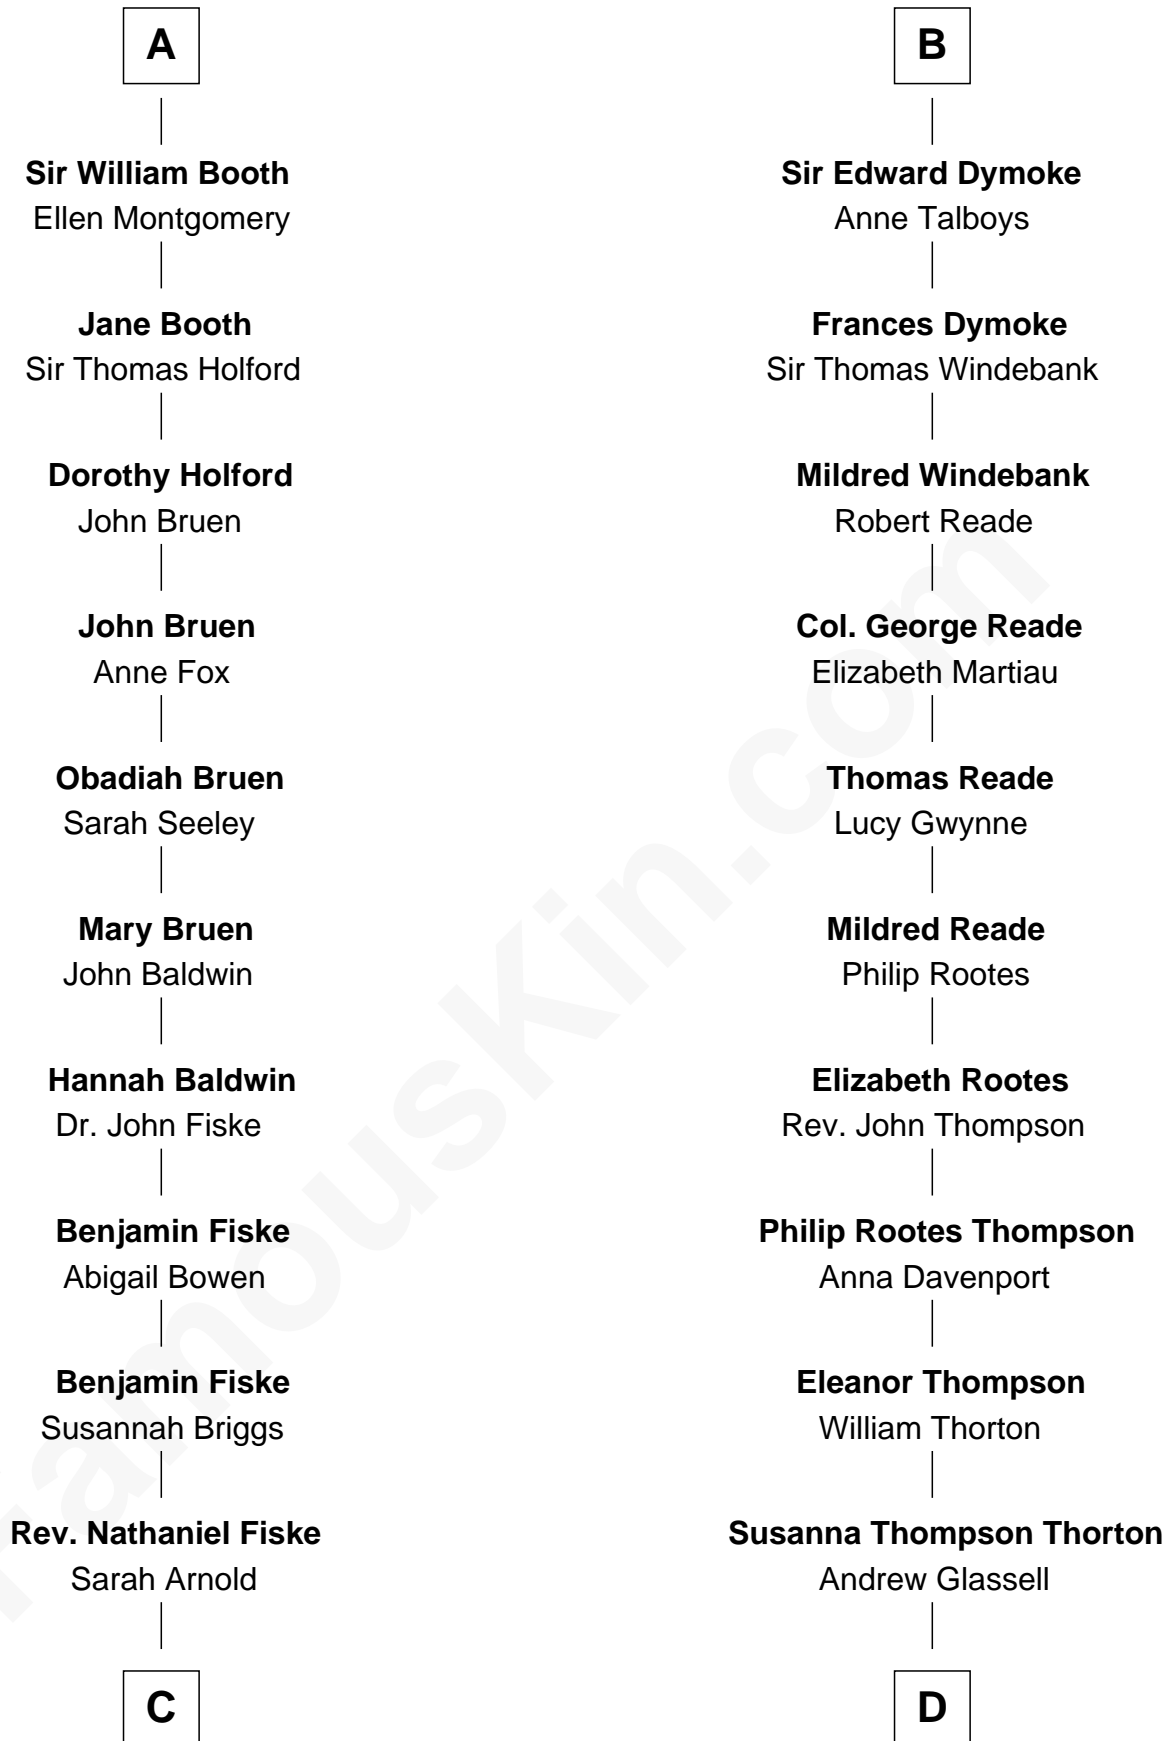 A
Sir William Booth
Ellen Montgomery
Jane Booth
Sir Thomas Holford
Dorothy Holford
John Bruen
John Bruen
Anne Fox
Obadiah Bruen
Sarah Seeley
Mary Bruen
John Baldwin
Hannah Baldwin
Dr. John Fiske
Benjamin Fiske
Abigail Bowen
Benjamin Fiske
Susannah Briggs
Rev. Nathaniel Fiske
Sarah Arnold
C
B
Sir Edward Dymoke
Anne Talboys
Frances Dymoke
Sir Thomas Windebank
Mildred Windebank
Robert Reade
Col. George Reade
Elizabeth Martiau
Thomas Reade
Lucy Gwynne
Mildred Reade
Philip Rootes
Elizabeth Rootes
Rev. John Thompson
Philip Rootes Thompson
Anna Davenport
Eleanor Thompson
William Thorton
Susanna Thompson Thorton
Andrew Glassell
D
FamousKin.com